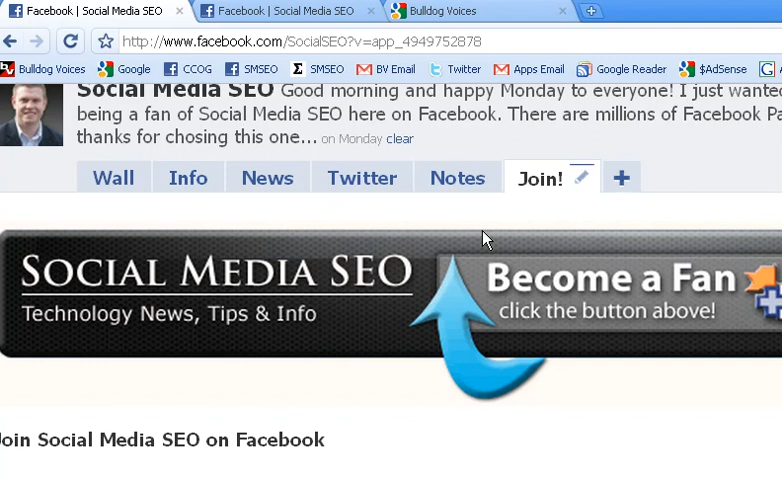 Facebook | Social Media SEO
Facebook | Social Media SEO
Bulldog Voices
http://www.facebook.com/SocialSEO?v=app_4949752878
Bulldog Voices Google CCOG SMSEO SMSEO BV Email Twitter Apps Email Google Reader $AdSense
Social Media SEO Good morning and happy Monday to everyone! I just wanted
being a fan of Social Media SEO here on Facebook. There are millions of Facebook
thanks for chosing this one... on Monday clear
Wall Info News Twitter Notes Join! +
SOCIAL MEDIA SEO
Technology News, Tips & Info
Become a Fan
click the button above!
Join Social Media SEO on Facebook